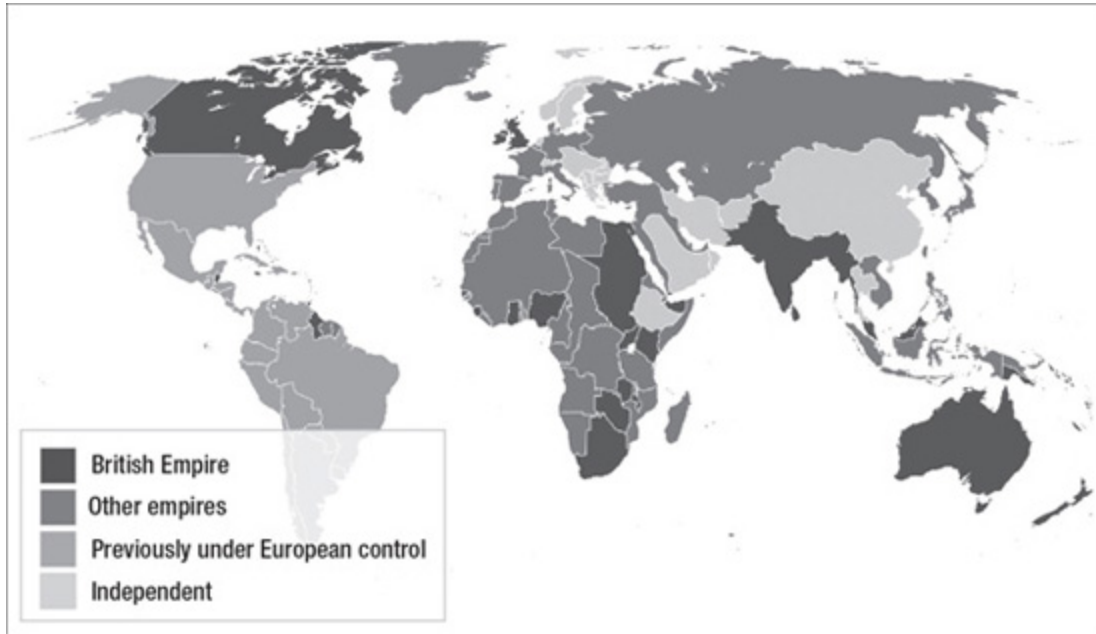 British Empire
Other empires
Previously under European control
Independent